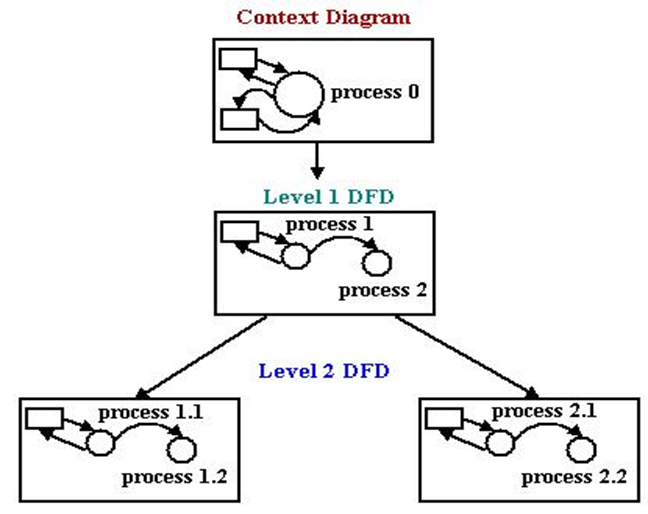 Context Diagram
process 0
Level 1 DFD
process 1
process 2
Level 2 DFD
process 1.1
process 1.2
process 2.1
process 2.2